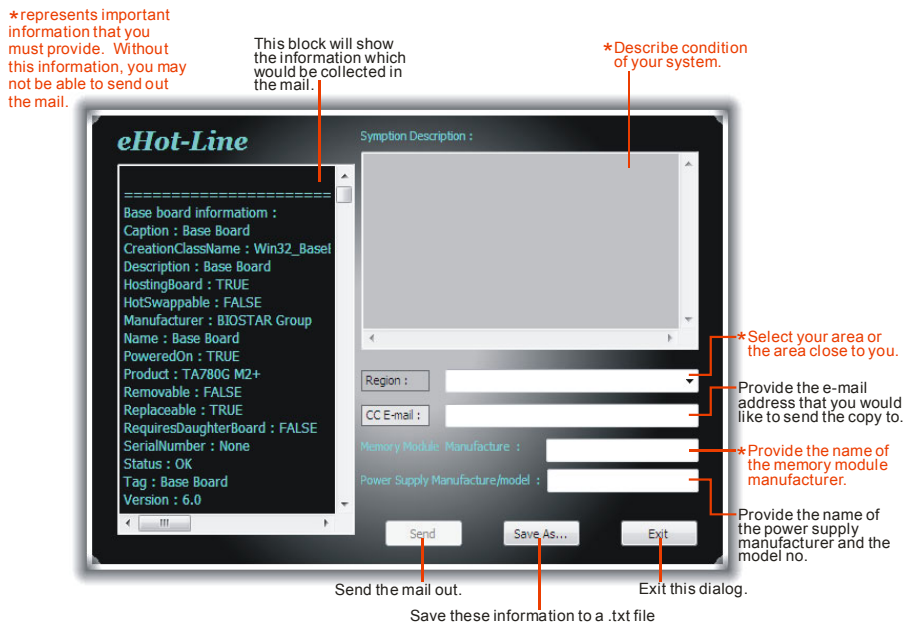 *represents important
information that you
must provide. Without
this information, you may
not be able to send out
the mail.
This block will show
the information which
would be collected in
the mail.
*Describe condition
of your system.
eHot-Line
Symption Description :
========================
Base board informatiom :
Caption : Base Board
CreationClassName : Win32_Basel
Description : Base Board
HostingBoard : TRUE
HotSwappable : FALSE
Manufacturer : BIOSTAR Group
Name : Base Board
PoweredOn : TRUE
Product : TA780G M2+
Removable : FALSE
Replaceable : TRUE
RequiresDaughterBoard : FALSE
SerialNumber : None
Status : OK
Tag : Base Board
Version : 6.0
Region :
CC E-mail :
Memory Module Manufacture :
Power Supply Manufacture/model :
*Select your area or
the area close to you.
Provide the e-mail
address that you would
like to send the copy to.
*Provide the name of
the memory module
manufacturer.
Provide the name of
the power supply
manufacturer and the
model no.
Send
Save As...
Exit
Send the mail out.
Exit this dialog.
Save these information to a .txt file